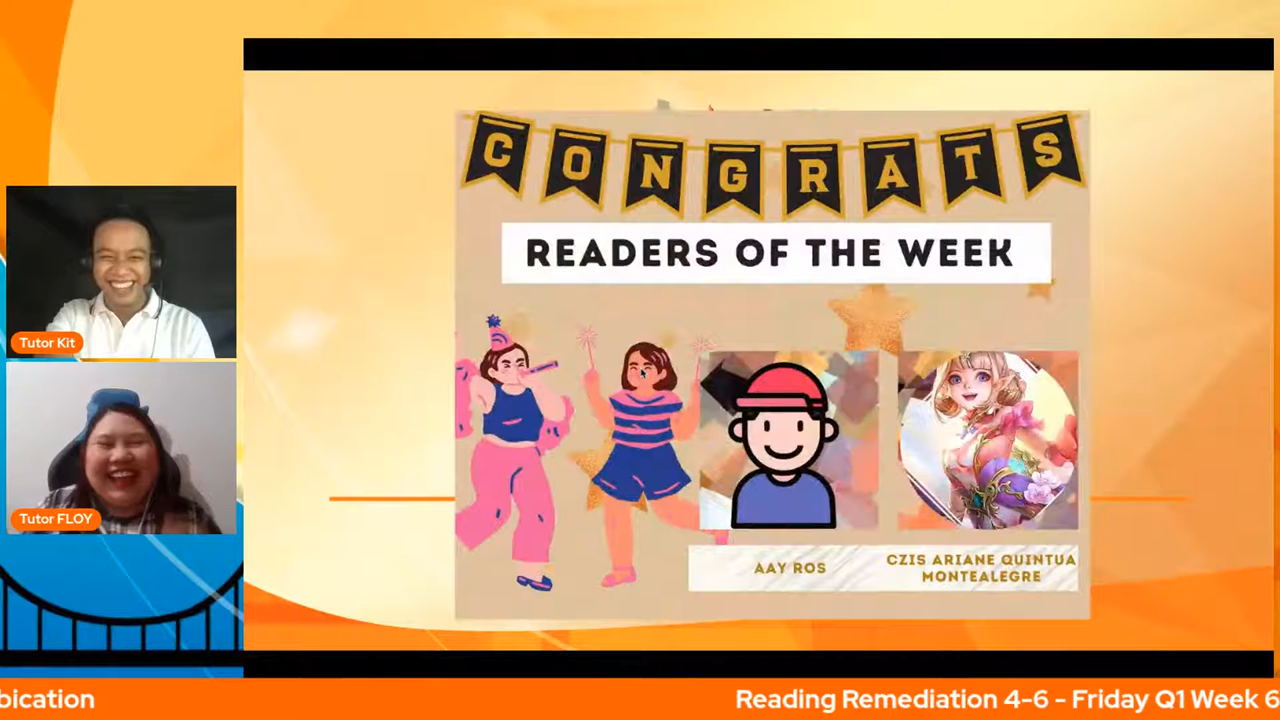 CONGRATS
READERS OF THE WEEK
Tutor Kit
Tutor FLOY
AAY ROS
CZIS ARIANE QUINTUA
MONTEALEGRE
bication
Reading Remediation 4-6 - Friday Q1 Week 6